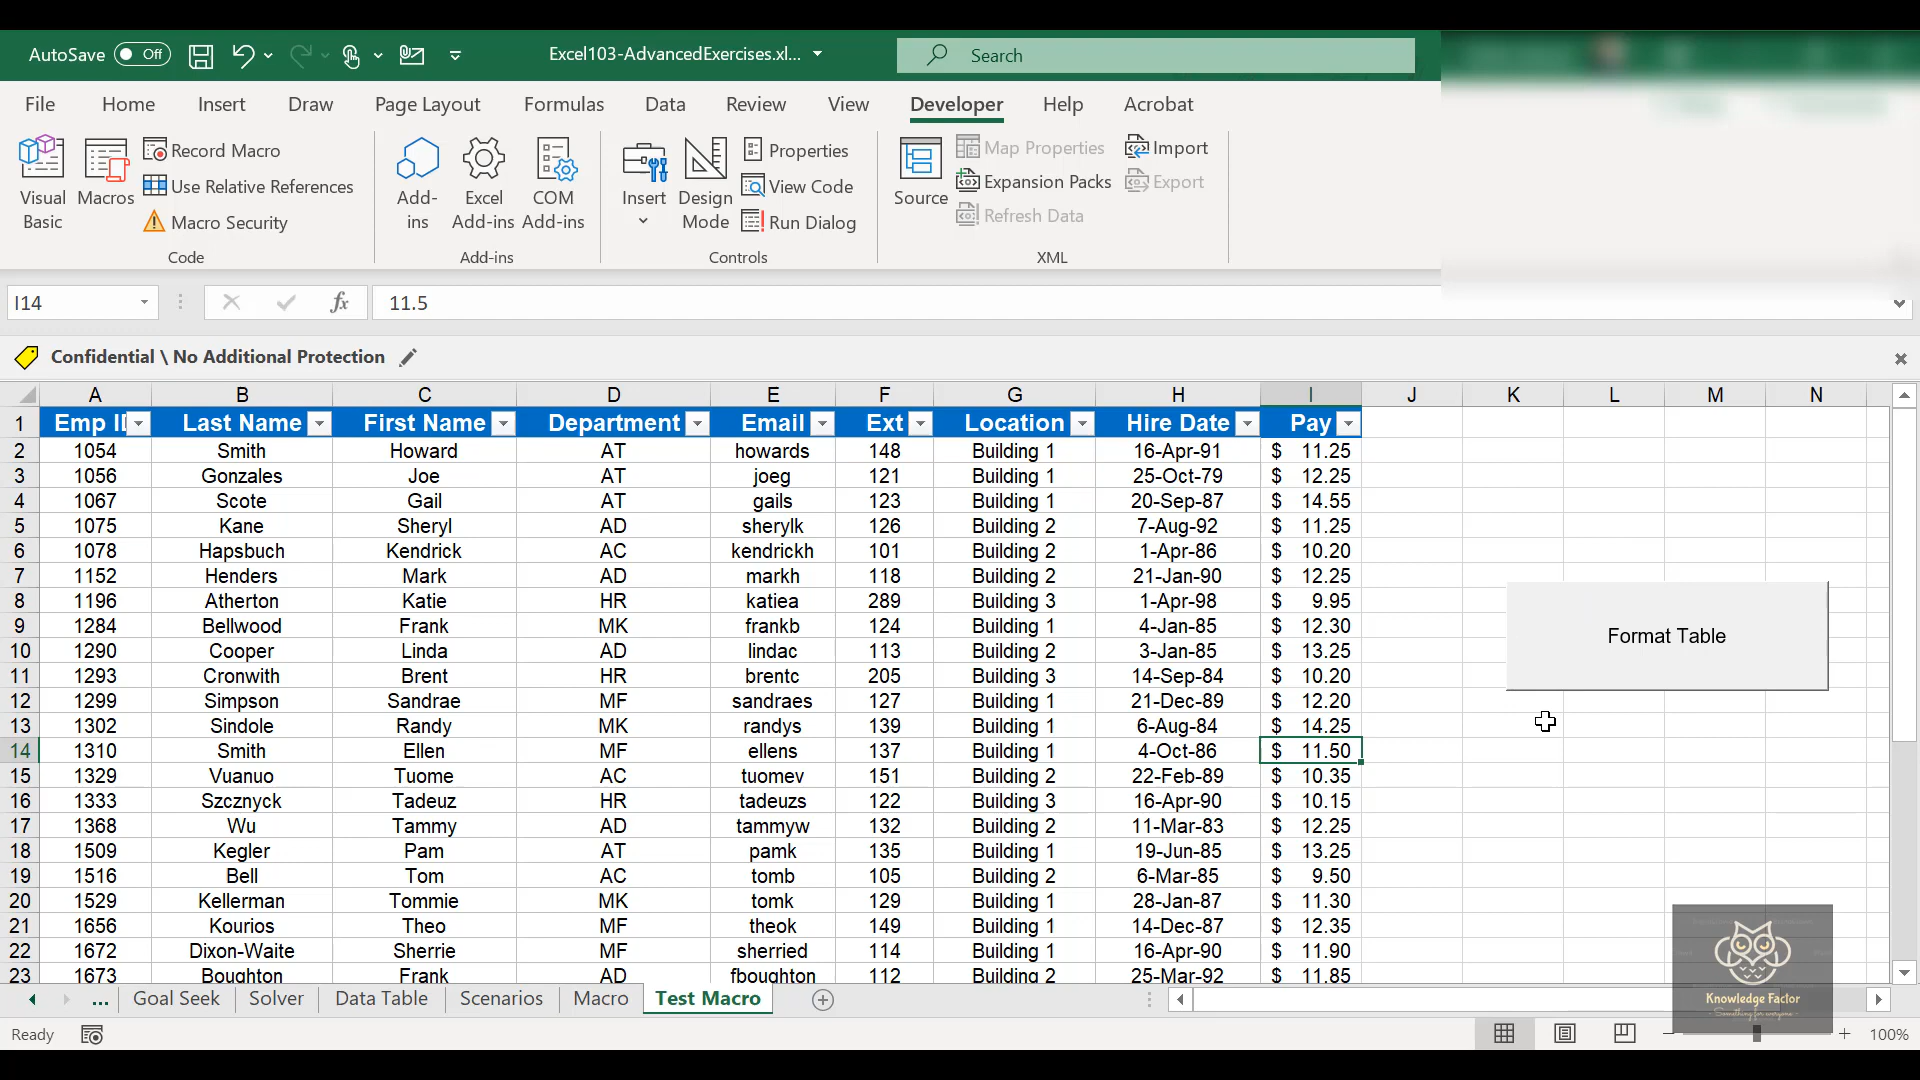 AutoSave Off Excel103-AdvancedExercises.xl... Search
File Home Insert Draw Page Layout Formulas Data Review View Developer Help Acrobat
Visual Basic
Macros
Record Macro
Use Relative References
Macro Security
Code
Add-ins
Excel Add-ins
COM Add-ins
Add-ins
Insert
Design Mode
Properties
View Code
Run Dialog
Controls
Source
Map Properties
Expansion Packs
Refresh Data
Import
Export
XML
I14 fx 11.5
Confidential \ No Additional Protection
A B C D E F G H I J K L M N
1 Emp ID Last Name First Name Department Email Ext Location Hire Date Pay
2 1054 Smith Howard AT howards 148 Building 1 16-Apr-91 $ 11.25
3 1056 Gonzales Joe AT joeg 121 Building 1 25-Oct-79 $ 12.25
4 1067 Scote Gail AT gails 123 Building 1 20-Sep-87 $ 14.55
5 1075 Kane Sheryl AD sherylk 126 Building 2 7-Aug-92 $ 11.25
6 1078 Hapsbuch Kendrick AC kendrickh 101 Building 2 1-Apr-86 $ 10.20
7 1152 Henders Mark AD markh 118 Building 2 21-Jan-90 $ 12.25
8 1196 Atherton Katie HR katiea 289 Building 3 1-Apr-98 $ 9.95
9 1284 Bellwood Frank MK frankb 124 Building 1 4-Jan-85 $ 12.30
10 1290 Cooper Linda AD lindac 113 Building 2 3-Jan-85 $ 13.25
11 1293 Cronwith Brent HR brentc 205 Building 3 14-Sep-84 $ 10.20
12 1299 Simpson Sandrae MF sandraes 127 Building 1 21-Dec-89 $ 12.20
13 1302 Sindole Randy MK randys 139 Building 1 6-Aug-84 $ 14.25
14 1310 Smith Ellen MF ellens 137 Building 1 4-Oct-86 $ 11.50
15 1329 Vuanuo Tuome AC tuomev 151 Building 2 22-Feb-89 $ 10.35
16 1333 Szcznyck Tadeuz HR tadeuzs 122 Building 3 16-Apr-90 $ 10.15
17 1368 Wu Tammy AD tammyw 132 Building 2 11-Mar-83 $ 12.25
18 1509 Kegler Pam AT pamk 135 Building 1 19-Jun-85 $ 13.25
19 1516 Bell Tom AC tomb 105 Building 2 6-Mar-85 $ 9.50
20 1529 Kellerman Tommie MK tomk 129 Building 1 28-Jan-87 $ 11.30
21 1656 Kourios Theo MF theok 149 Building 1 14-Dec-87 $ 12.35
22 1672 Dixon-Waite Sherrie MF sherried 114 Building 1 16-Apr-90 $ 11.90
23 1673 Boughton Frank AD fboughton 112 Building 2 25-Mar-92 $ 11.85
Format Table
Knowledge Factor
- Something for everyone -
... Goal Seek Solver Data Table Scenarios Macro Test Macro
Ready 100%